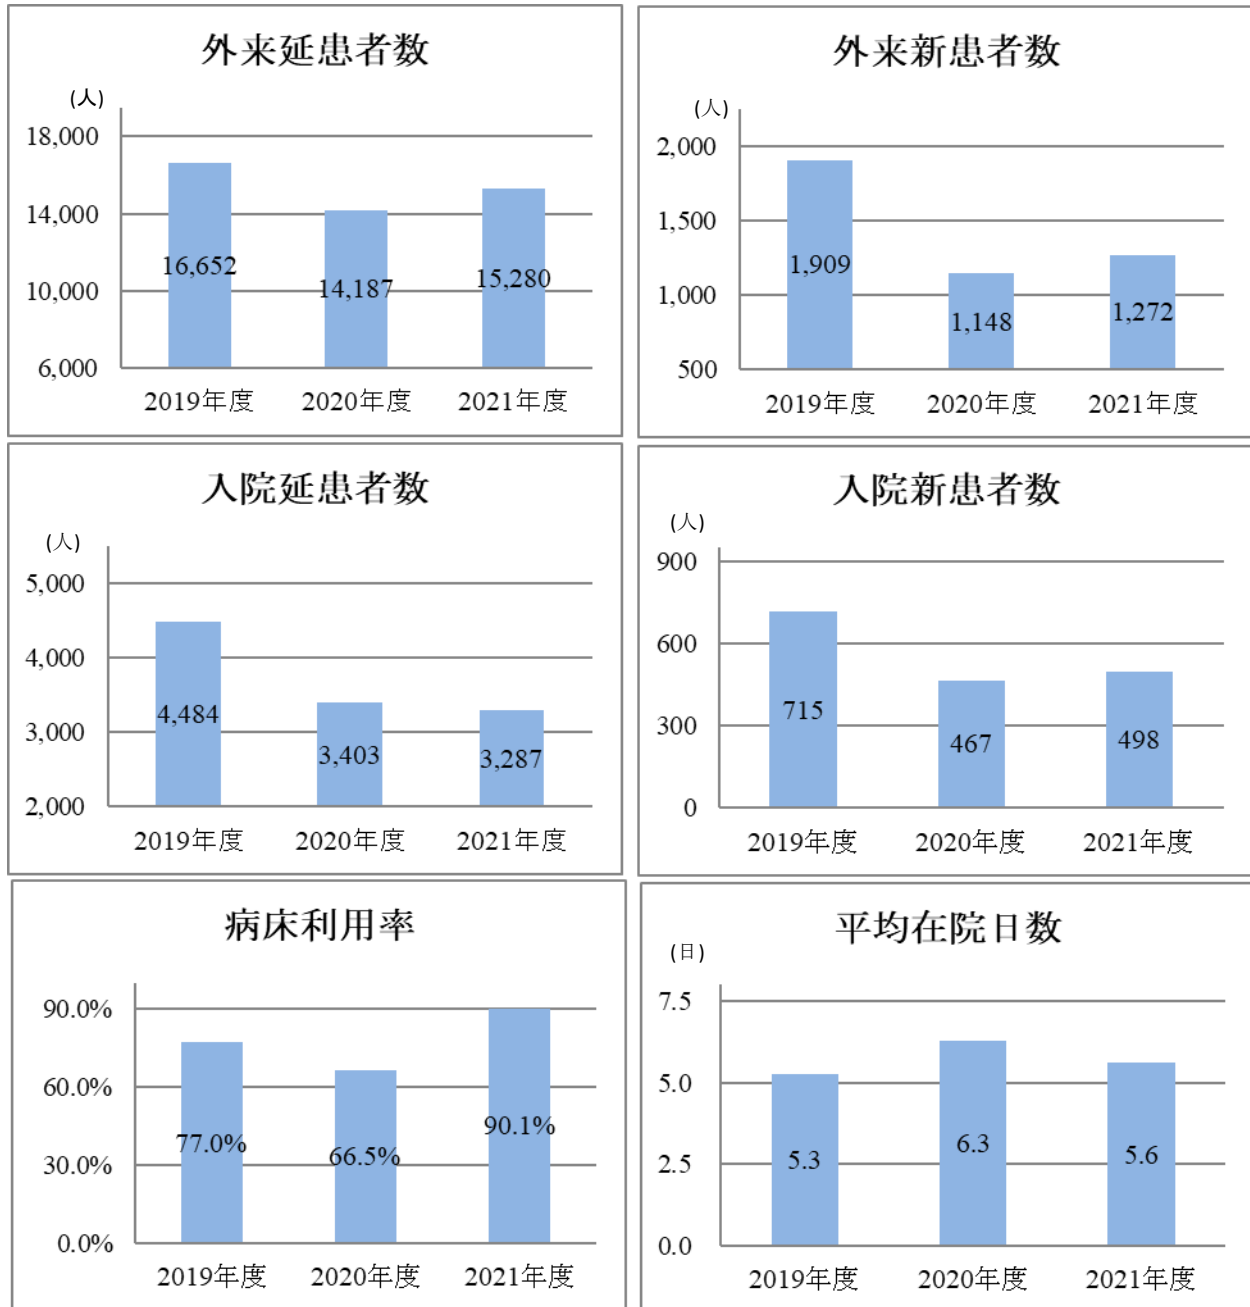 外来延患者数
(人)
18,000
14,000
10,000
6,000
16,652
14,187
15,280
2019年度 2020年度 2021年度
外来新患者数
(人)
2,000
1,500
1,000
500
1,909
1,148
1,272
2019年度 2020年度 2021年度
入院延患者数
(人)
5,000
4,000
3,000
2,000
4,484
3,403
3,287
2019年度 2020年度 2021年度
入院新患者数
(人)
900
600
300
0
715
467
498
2019年度 2020年度 2021年度
病床利用率
90.0%
60.0%
30.0%
0.0%
77.0%
66.5%
90.1%
2019年度 2020年度 2021年度
平均在院日数
(日)
7.5
5.0
2.5
0.0
5.3
6.3
5.6
2019年度 2020年度 2021年度